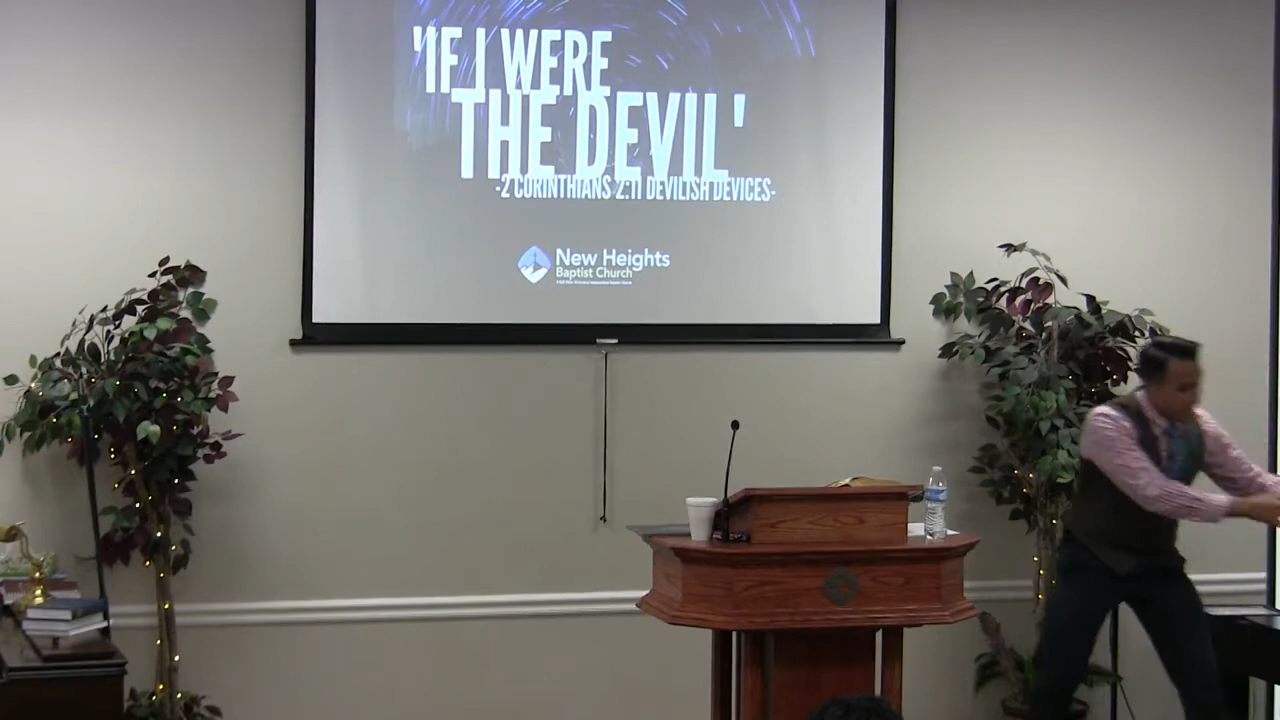 'IF I WERE
THE DEVIL'
-2 CORINTHIANS 2:11 DEVILISH DEVICES-
New Heights
Baptist Church